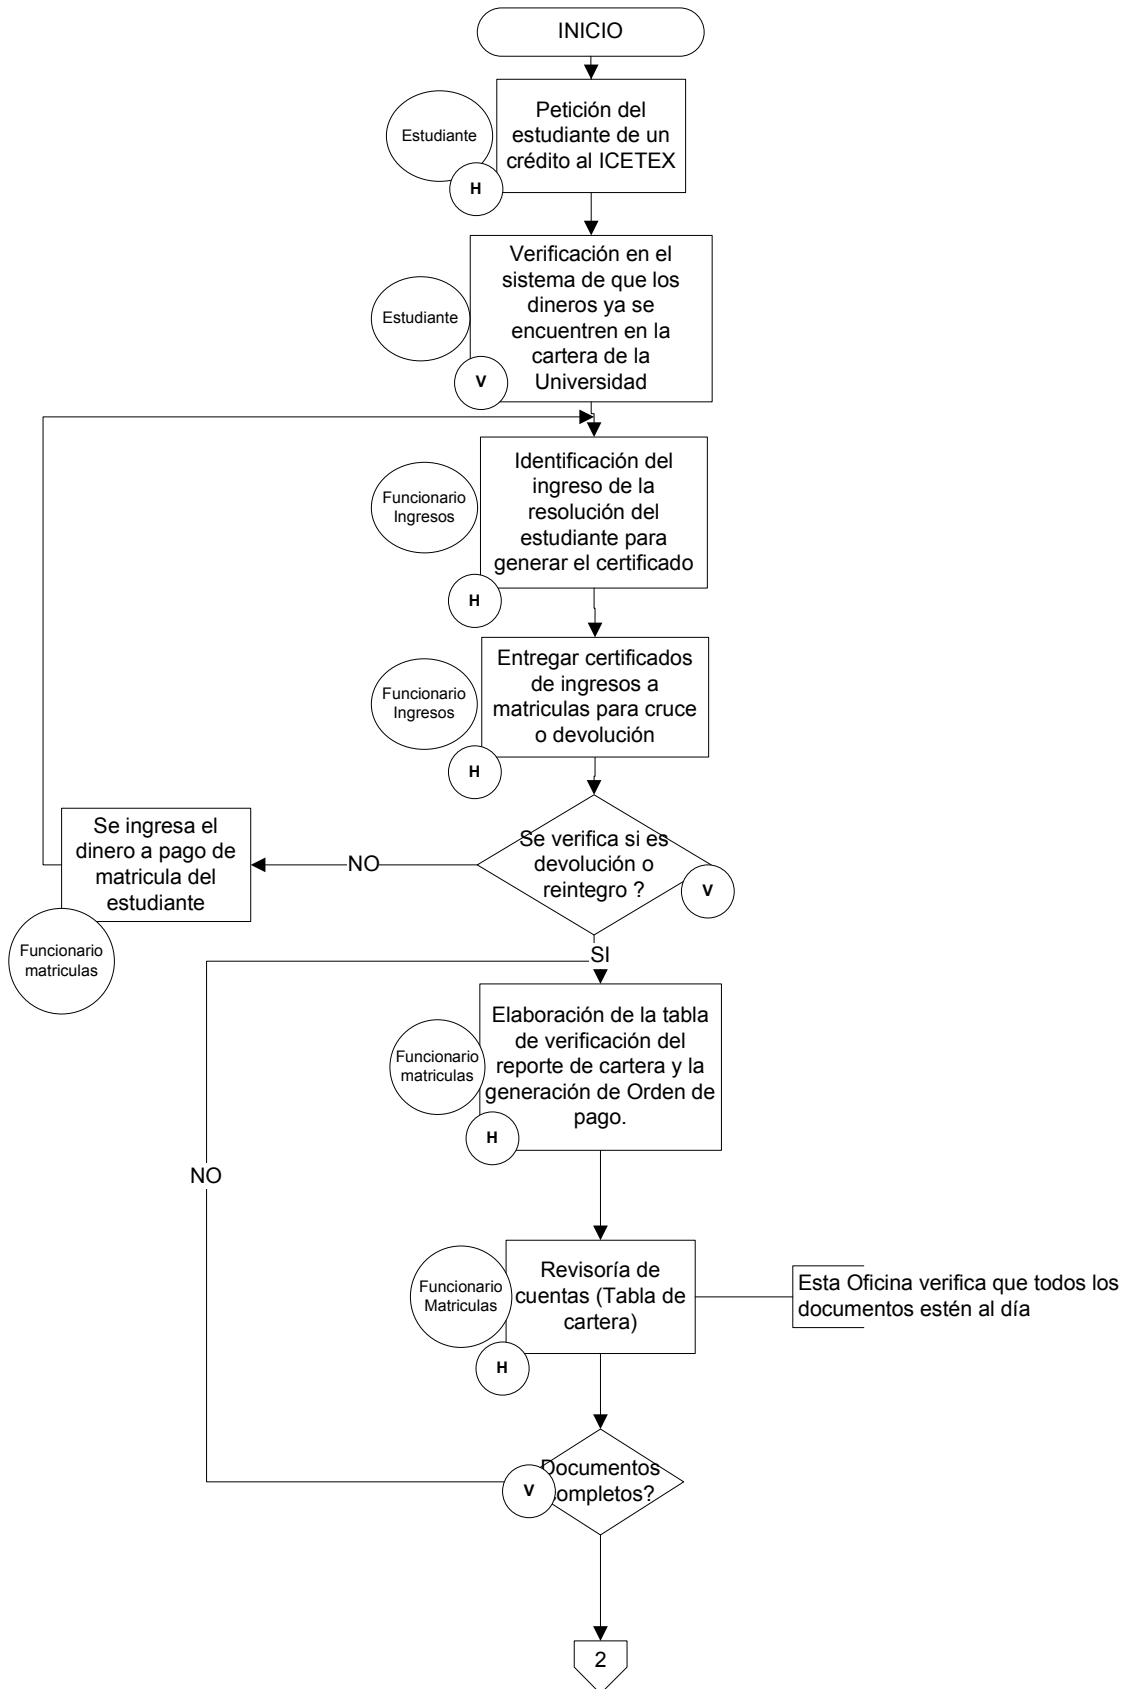 INICIO
Petición del
estudiante de un
crédito al ICETEX
Estudiante
H
Verificación en el
sistema de que los
dineros ya se
encuentren en la
cartera de la
Universidad
Estudiante
V
Identificación del
ingreso de la
resolución del
estudiante para
generar el certificado
Funcionario
Ingresos
H
Entregar certificados
de ingresos a
matriculas para cruce
o devolución
Funcionario
Ingresos
H
Se verifica si es
devolución o
reintegro ?
V
NO
Se ingresa el
dinero a pago de
matricula del
estudiante
Funcionario
matriculas
SI
Elaboración de la tabla
de verificación del
reporte de cartera y la
generación de Orden de
pago.
Funcionario
matriculas
H
NO
Revisoría de
cuentas (Tabla de
cartera)
Funcionario
Matriculas
H
Esta Oficina verifica que todos los
documentos estén al día
Documentos
completos?
V
2